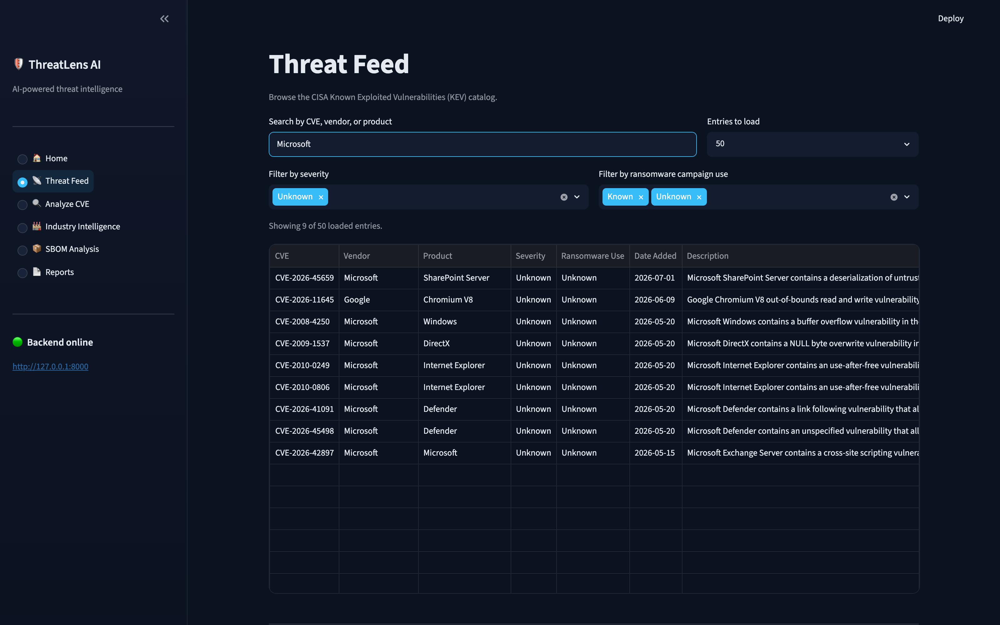 Deploy
ThreatLens AI
AI-powered threat intelligence
Home
Threat Feed
Analyze CVE
Industry Intelligence
SBOM Analysis
Reports
Backend online
http://127.0.0.1:8000
Threat Feed
Browse the CISA Known Exploited Vulnerabilities (KEV) catalog.
Search by CVE, vendor, or product Entries to load
Microsoft 50
Filter by severity Filter by ransomware campaign use
Unknown Known Unknown
Showing 9 of 50 loaded entries.
CVE Vendor Product Severity Ransomware Use Date Added Description
CVE-2026-45659 Microsoft SharePoint Server Unknown Unknown 2026-07-01 Microsoft SharePoint Server contains a deserialization of untrust
CVE-2026-11645 Google Chromium V8 Unknown Unknown 2026-06-09 Google Chromium V8 out-of-bounds read and write vulnerability
CVE-2008-4250 Microsoft Windows Unknown Unknown 2026-05-20 Microsoft Windows contains a buffer overflow vulnerability in th
CVE-2009-1537 Microsoft DirectX Unknown Unknown 2026-05-20 Microsoft DirectX contains a NULL byte overwrite vulnerability in
CVE-2010-0249 Microsoft Internet Explorer Unknown Unknown 2026-05-20 Microsoft Internet Explorer contains an use-after-free vulnerabili
CVE-2010-0806 Microsoft Internet Explorer Unknown Unknown 2026-05-20 Microsoft Internet Explorer contains an use-after-free vulnerabili
CVE-2026-41091 Microsoft Defender Unknown Unknown 2026-05-20 Microsoft Defender contains a link following vulnerability that al
CVE-2026-45498 Microsoft Defender Unknown Unknown 2026-05-20 Microsoft Defender contains an unspecified vulnerability that all
CVE-2026-42897 Microsoft Microsoft Unknown Unknown 2026-05-15 Microsoft Exchange Server contains a cross-site scripting vulnera